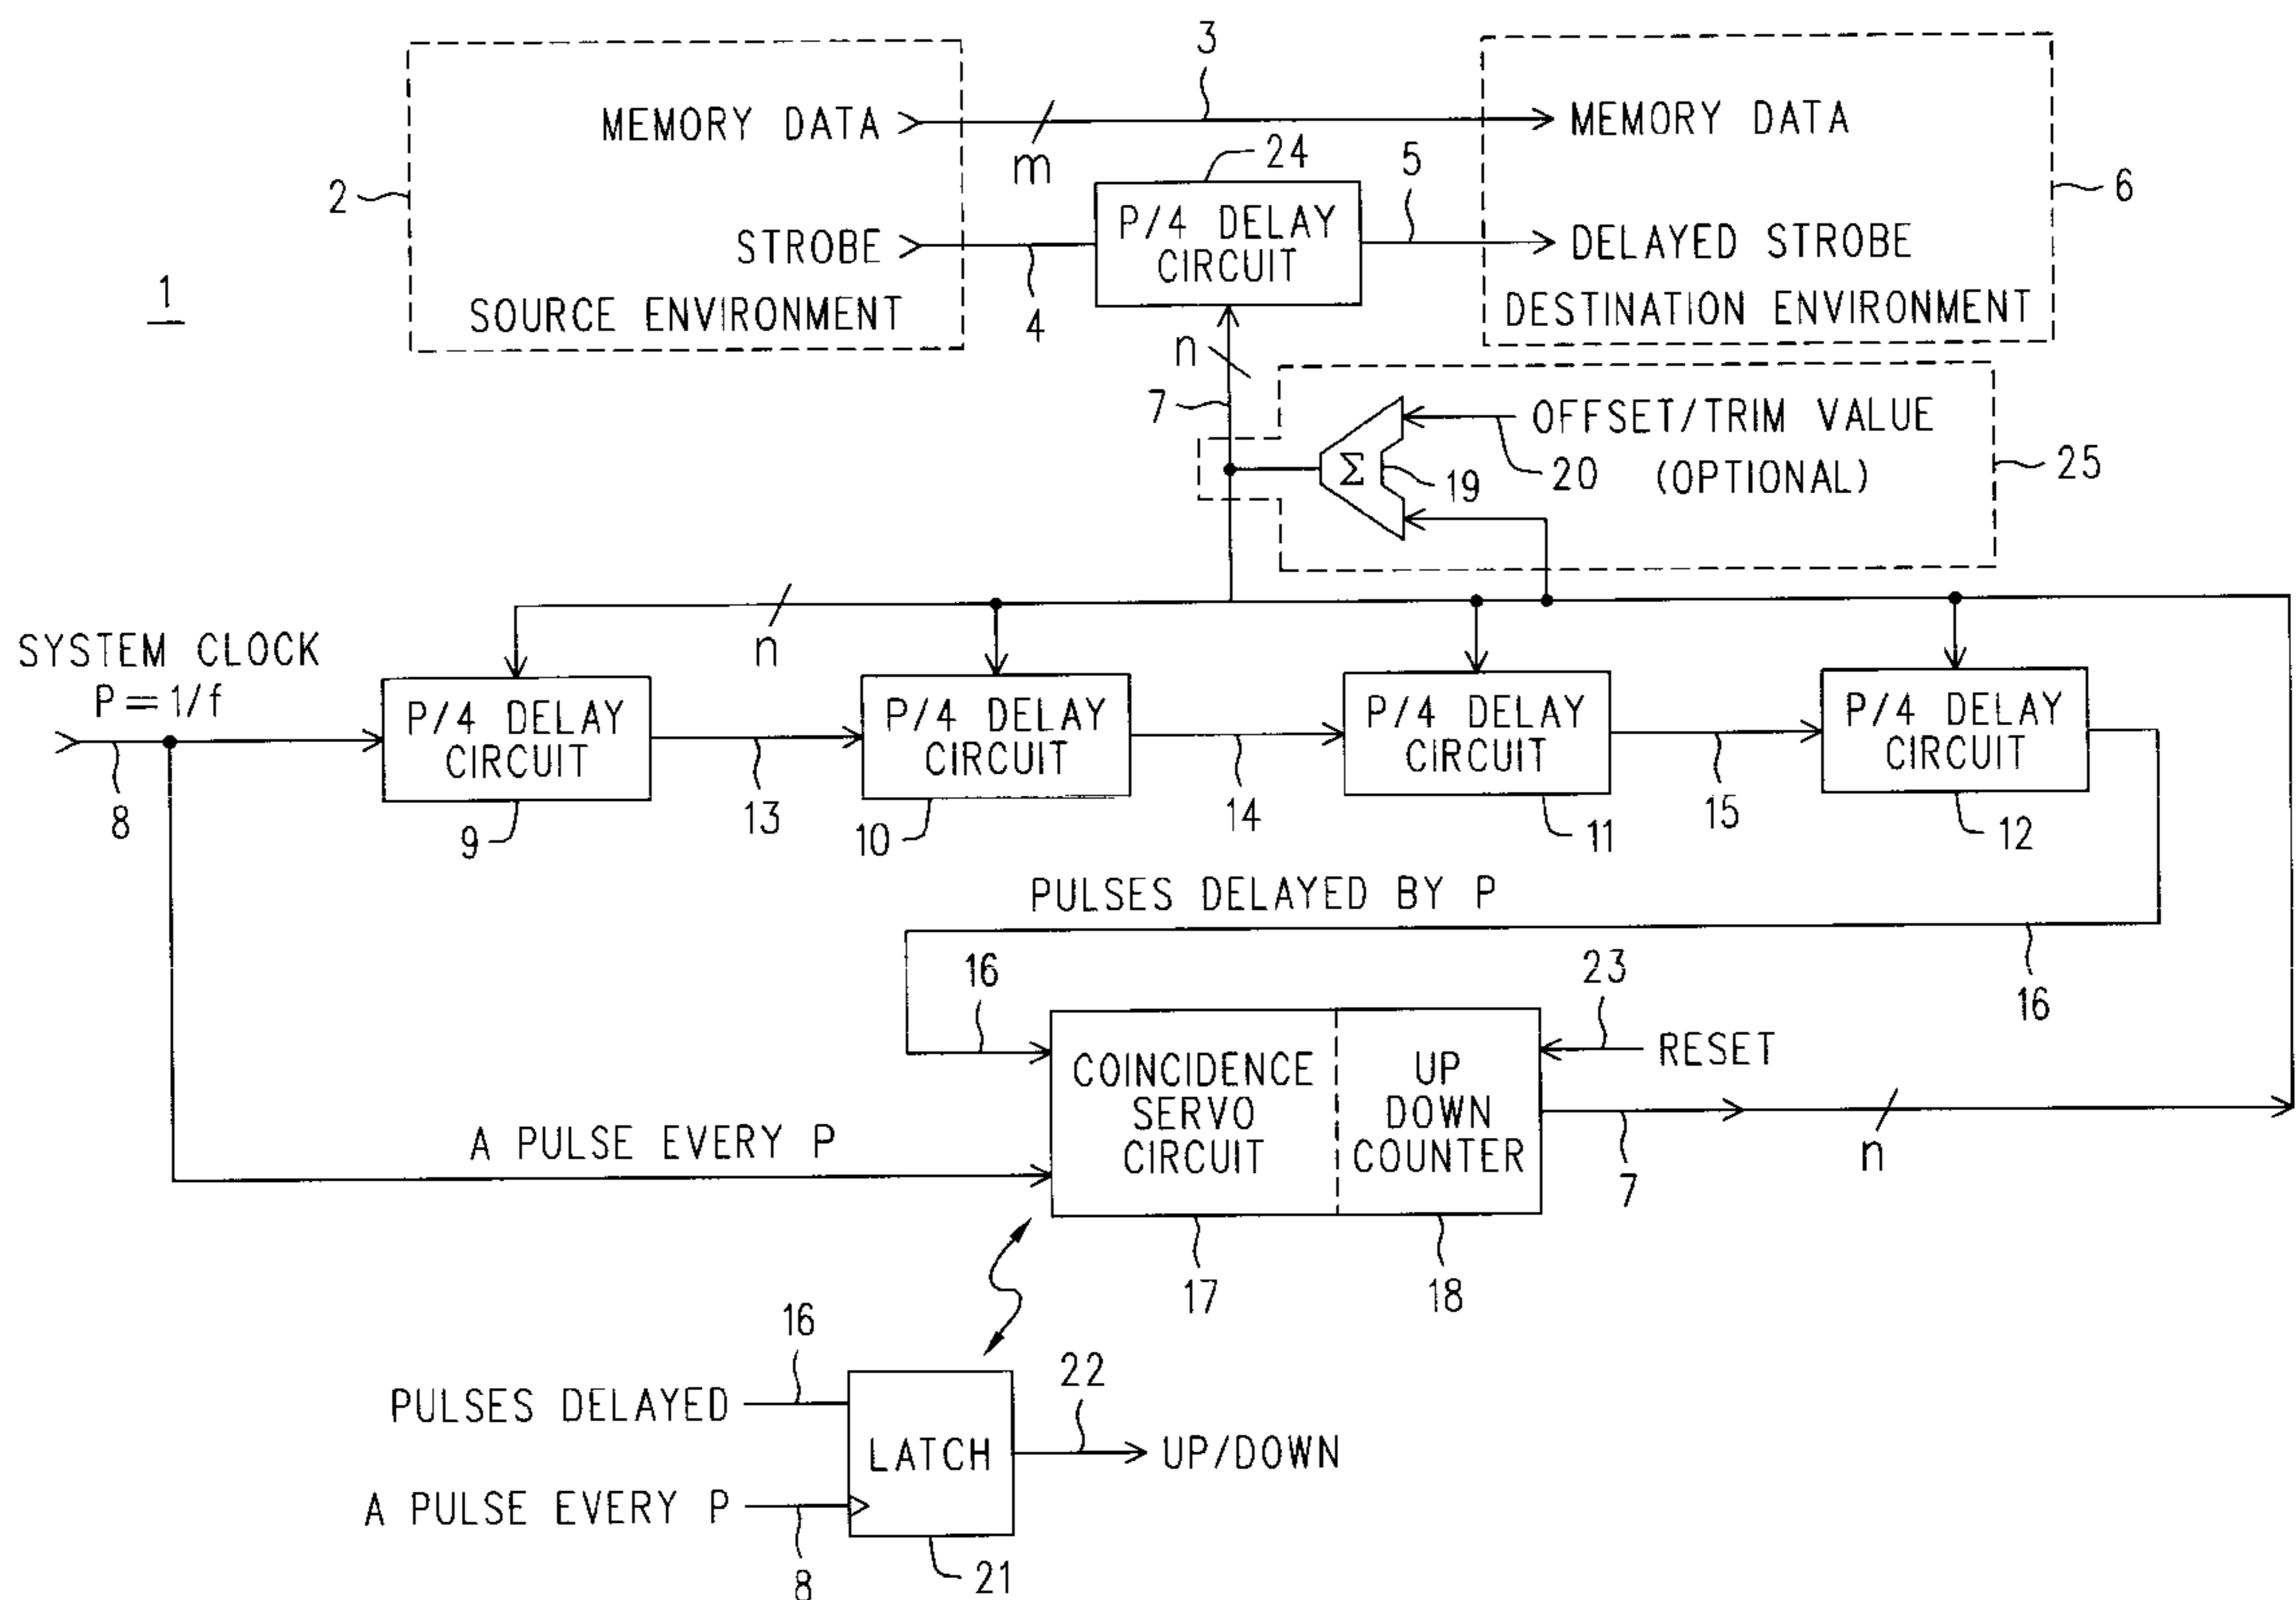 3
MEMORY DATA
m
MEMORY DATA
24
5
2
6
STROBE
P/4 DELAY
CIRCUIT
DELAYED STROBE
1
SOURCE ENVIRONMENT
4
DESTINATION ENVIRONMENT
n
7
OFFSET/TRIM VALUE
Σ
19
20
(OPTIONAL)
25
n
SYSTEM CLOCK
P=1/f
P/4 DELAY
CIRCUIT
P/4 DELAY
CIRCUIT
P/4 DELAY
CIRCUIT
P/4 DELAY
CIRCUIT
8
9
13
10
14
11
15
12
PULSES DELAYED BY P
16
16
23
RESET
COINCIDENCE
SERVO
CIRCUIT
UP
DOWN
COUNTER
A PULSE EVERY P
7
n
17
18
16
PULSES DELAYED
22
LATCH
UP/DOWN
A PULSE EVERY P
8
21